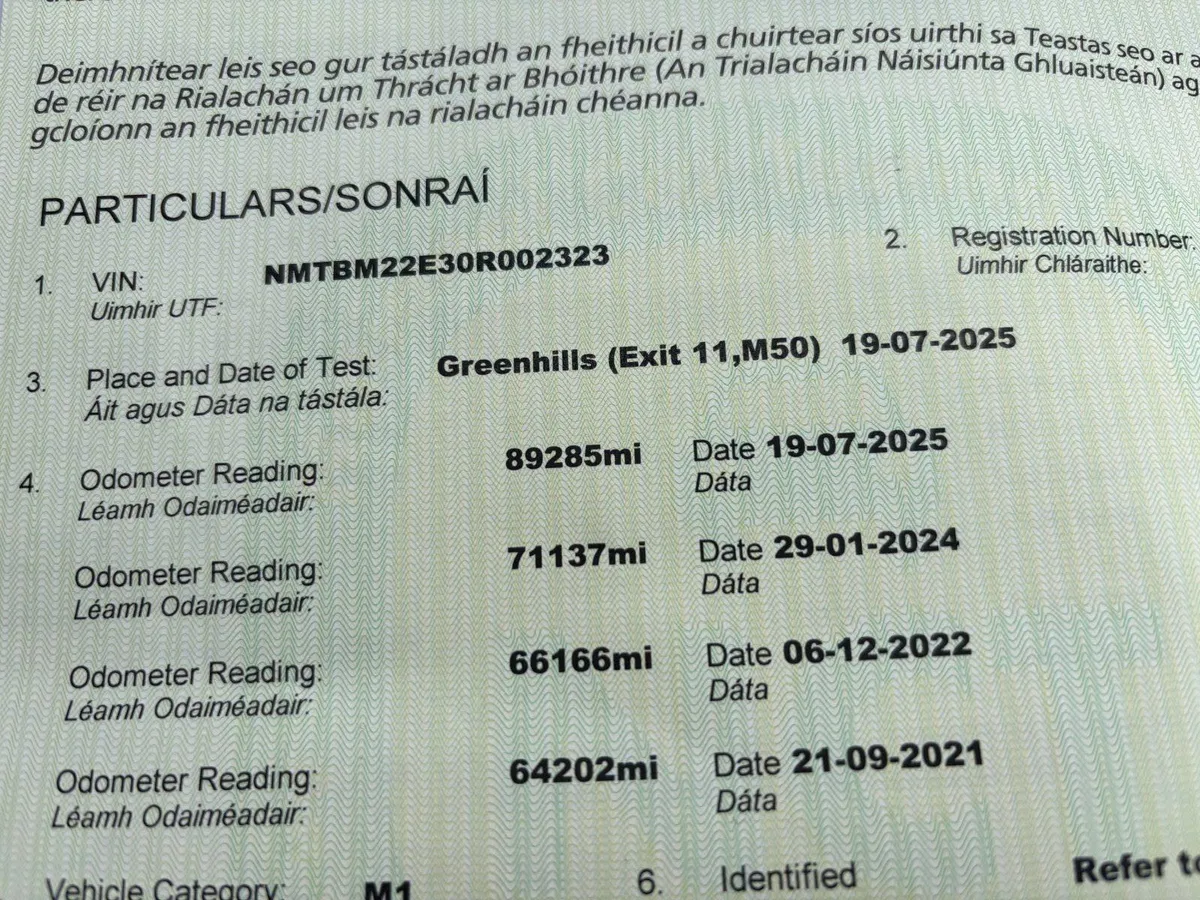 Deimhnítear leis seo gur tástáladh an fheithicil a chuirtear síos uirthi sa Teastas seo ar a
de réir na Rialachán um Thrácht ar Bhóithre (An Trialacháin Náisiúnta Ghluaisteán) ag
gcloíonn an fheithicil leis na rialacháin chéanna.
PARTICULARS/SONRAÍ
1. VIN: NMTBM22E30R002323 2. Registration Number:
Uimhir UTF: Uimhir Chláraithe:
3. Place and Date of Test: Greenhills (Exit 11,M50) 19-07-2025
Áit agus Dáta na tástála:
4. Odometer Reading: 89285mi Date 19-07-2025
Léamh Odaiméadair: Dáta
Odometer Reading: 71137mi Date 29-01-2024
Léamh Odaiméadair: Dáta
Odometer Reading: 66166mi Date 06-12-2022
Léamh Odaiméadair: Dáta
Odometer Reading: 64202mi Date 21-09-2021
Léamh Odaiméadair: Dáta
Vehicle Category: M1 6. Identified Refer to